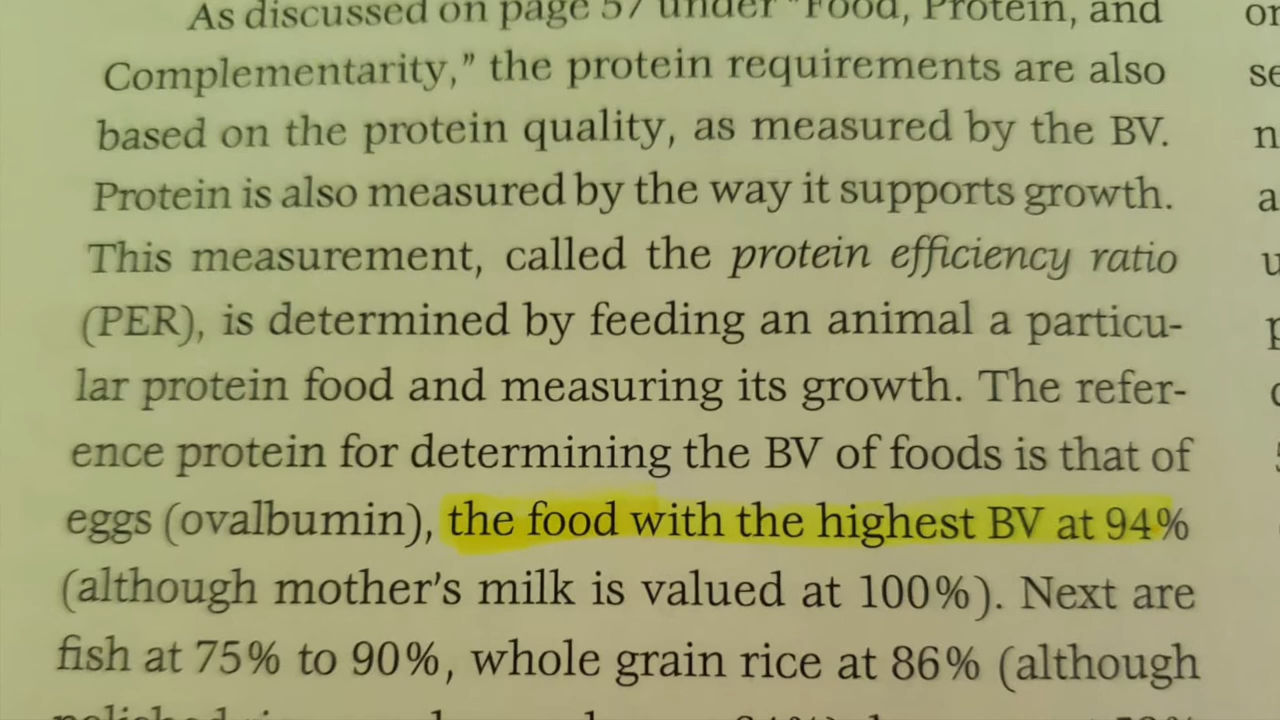 As discussed on page 57 under "Food, Protein, and
Complementarity," the protein requirements are also
based on the protein quality, as measured by the BV.
Protein is also measured by the way it supports growth.
This measurement, called the protein efficiency ratio
(PER), is determined by feeding an animal a particu-
lar protein food and measuring its growth. The refer-
ence protein for determining the BV of foods is that of
eggs (ovalbumin), the food with the highest BV at 94%
(although mother's milk is valued at 100%). Next are
fish at 75% to 90%, whole grain rice at 86% (although